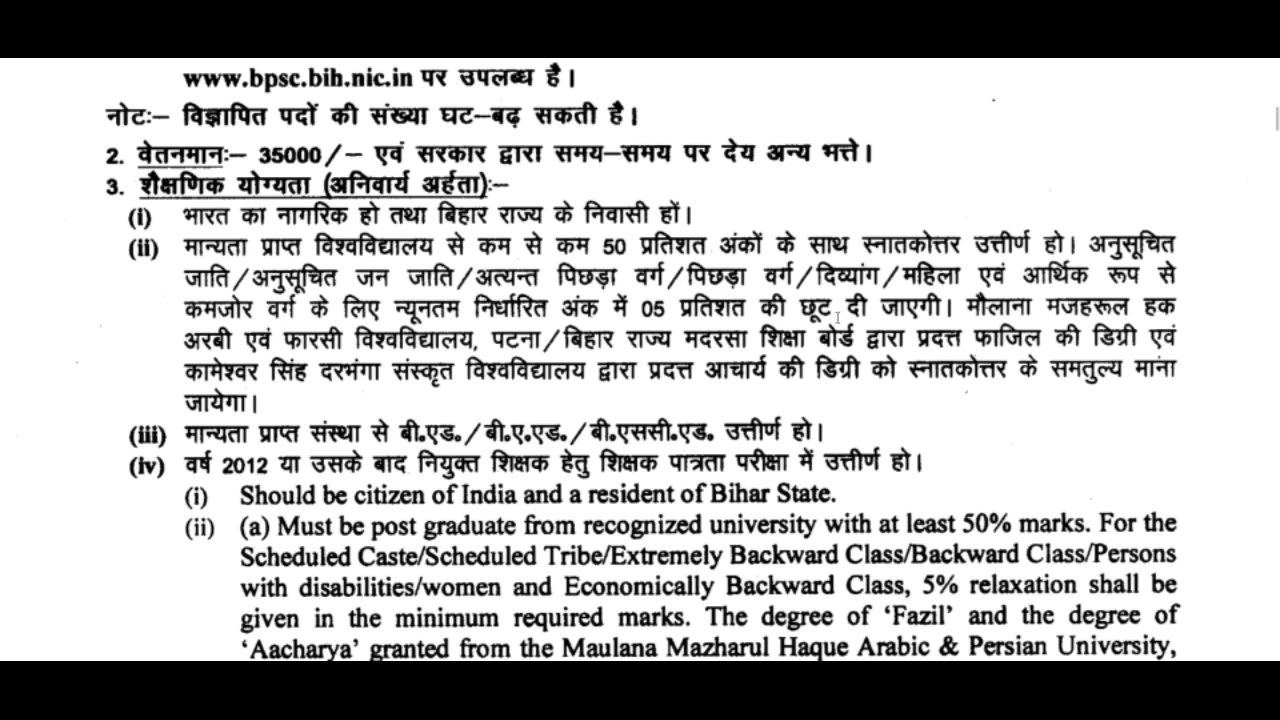 www.bpsc.bih.nic.in पर उपलब्ध है।
नोटः– विज्ञापित पदों की संख्या घट–बढ़ सकती है।
2. वेतनमानः– 35000/– एवं सरकार द्वारा समय–समय पर देय अन्य भत्ते।
3. शैक्षणिक योग्यता (अनिवार्य अर्हता):–
(i) भारत का नागरिक हो तथा बिहार राज्य के निवासी हों।
(ii) मान्यता प्राप्त विश्वविद्यालय से कम से कम 50 प्रतिशत अंकों के साथ स्नातकोत्तर उत्तीर्ण हो। अनुसूचित
जाति/अनुसूचित जन जाति/अत्यन्त पिछड़ा वर्ग/पिछड़ा वर्ग/दिव्यांग/महिला एवं आर्थिक रूप से
कमजोर वर्ग के लिए न्यूनतम निर्धारित अंक में 05 प्रतिशत की छूट दी जाएगी। मौलाना मजहरूल हक
अरबी एवं फारसी विश्वविद्यालय, पटना/बिहार राज्य मदरसा शिक्षा बोर्ड द्वारा प्रदत्त फाजिल की डिग्री एवं
कामेश्वर सिंह दरभंगा संस्कृत विश्वविद्यालय द्वारा प्रदत्त आचार्य की डिग्री को स्नातकोत्तर के समतुल्य माना
जायेगा।
(iii) मान्यता प्राप्त संस्था से बी॰एड॰/बी॰ए॰एड॰/बी॰एससी॰एड॰ उत्तीर्ण हो।
(iv) वर्ष 2012 या उसके बाद नियुक्त शिक्षक हेतु शिक्षक पात्रता परीक्षा में उत्तीर्ण हो।
(i) Should be citizen of India and a resident of Bihar State.
(ii) (a) Must be post graduate from recognized university with at least 50% marks. For the
Scheduled Caste/Scheduled Tribe/Extremely Backward Class/Backward Class/Persons
with disabilities/women and Economically Backward Class, 5% relaxation shall be
given in the minimum required marks. The degree of ‘Fazil’ and the degree of
‘Aacharya’ granted from the Maulana Mazharul Haque Arabic & Persian University,